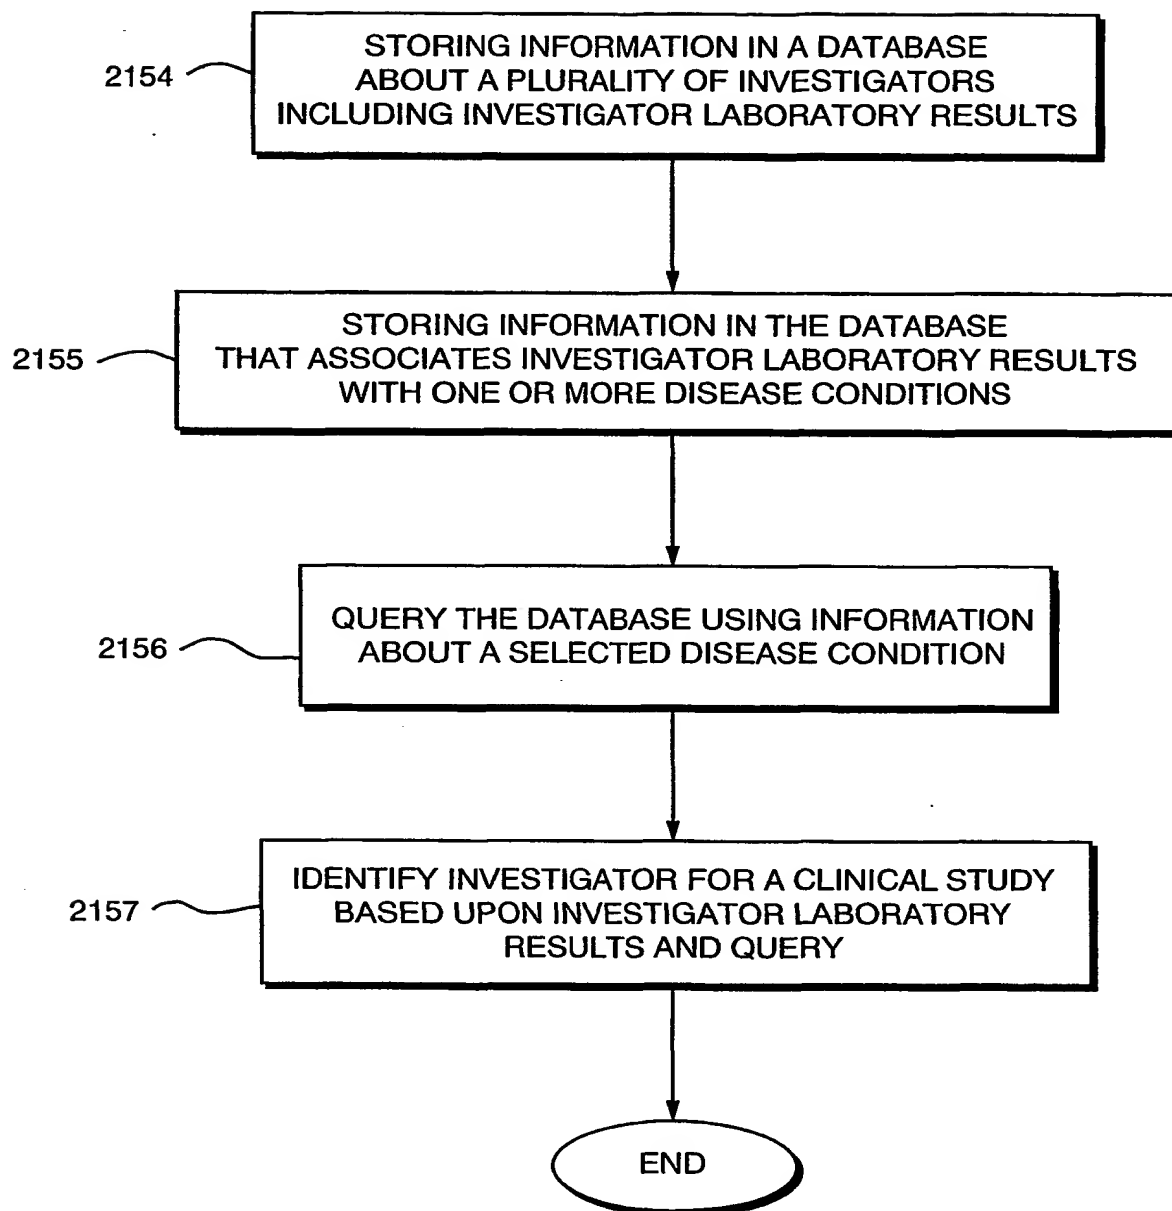 2154
STORING INFORMATION IN A DATABASE
ABOUT A PLURALITY OF INVESTIGATORS
INCLUDING INVESTIGATOR LABORATORY RESULTS
2155
STORING INFORMATION IN THE DATABASE
THAT ASSOCIATES INVESTIGATOR LABORATORY RESULTS
WITH ONE OR MORE DISEASE CONDITIONS
2156
QUERY THE DATABASE USING INFORMATION
ABOUT A SELECTED DISEASE CONDITION
2157
IDENTIFY INVESTIGATOR FOR A CLINICAL STUDY
BASED UPON INVESTIGATOR LABORATORY
RESULTS AND QUERY
END